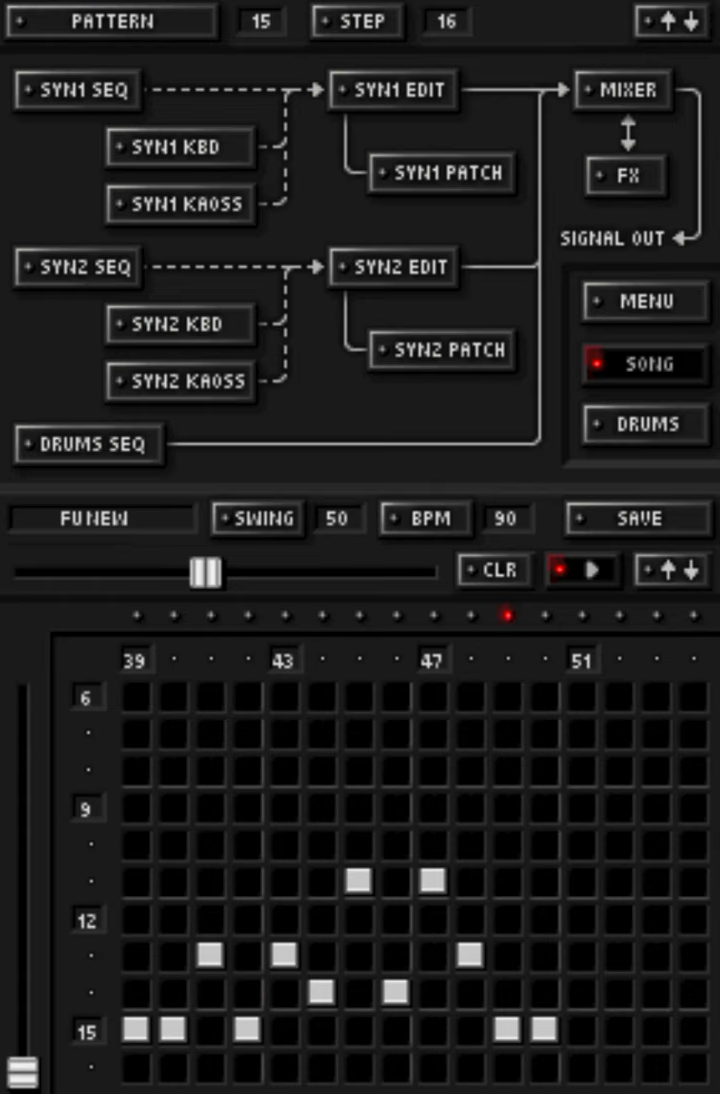 PATTERN 15 STEP 16
SYN1 SEQ SYN1 EDIT MIXER
SYN1 KBD
SYN1 PATCH FX
SYN1 KAOSS
SIGNAL OUT
SYN2 SEQ SYN2 EDIT
MENU
SYN2 KBD
SYN2 PATCH SONG
SYN2 KAOSS
DRUMS
DRUMS SEQ
FUNEW SWING 50 BPM 90 SAVE
CLR
39 43 47 51
6
9
12
15